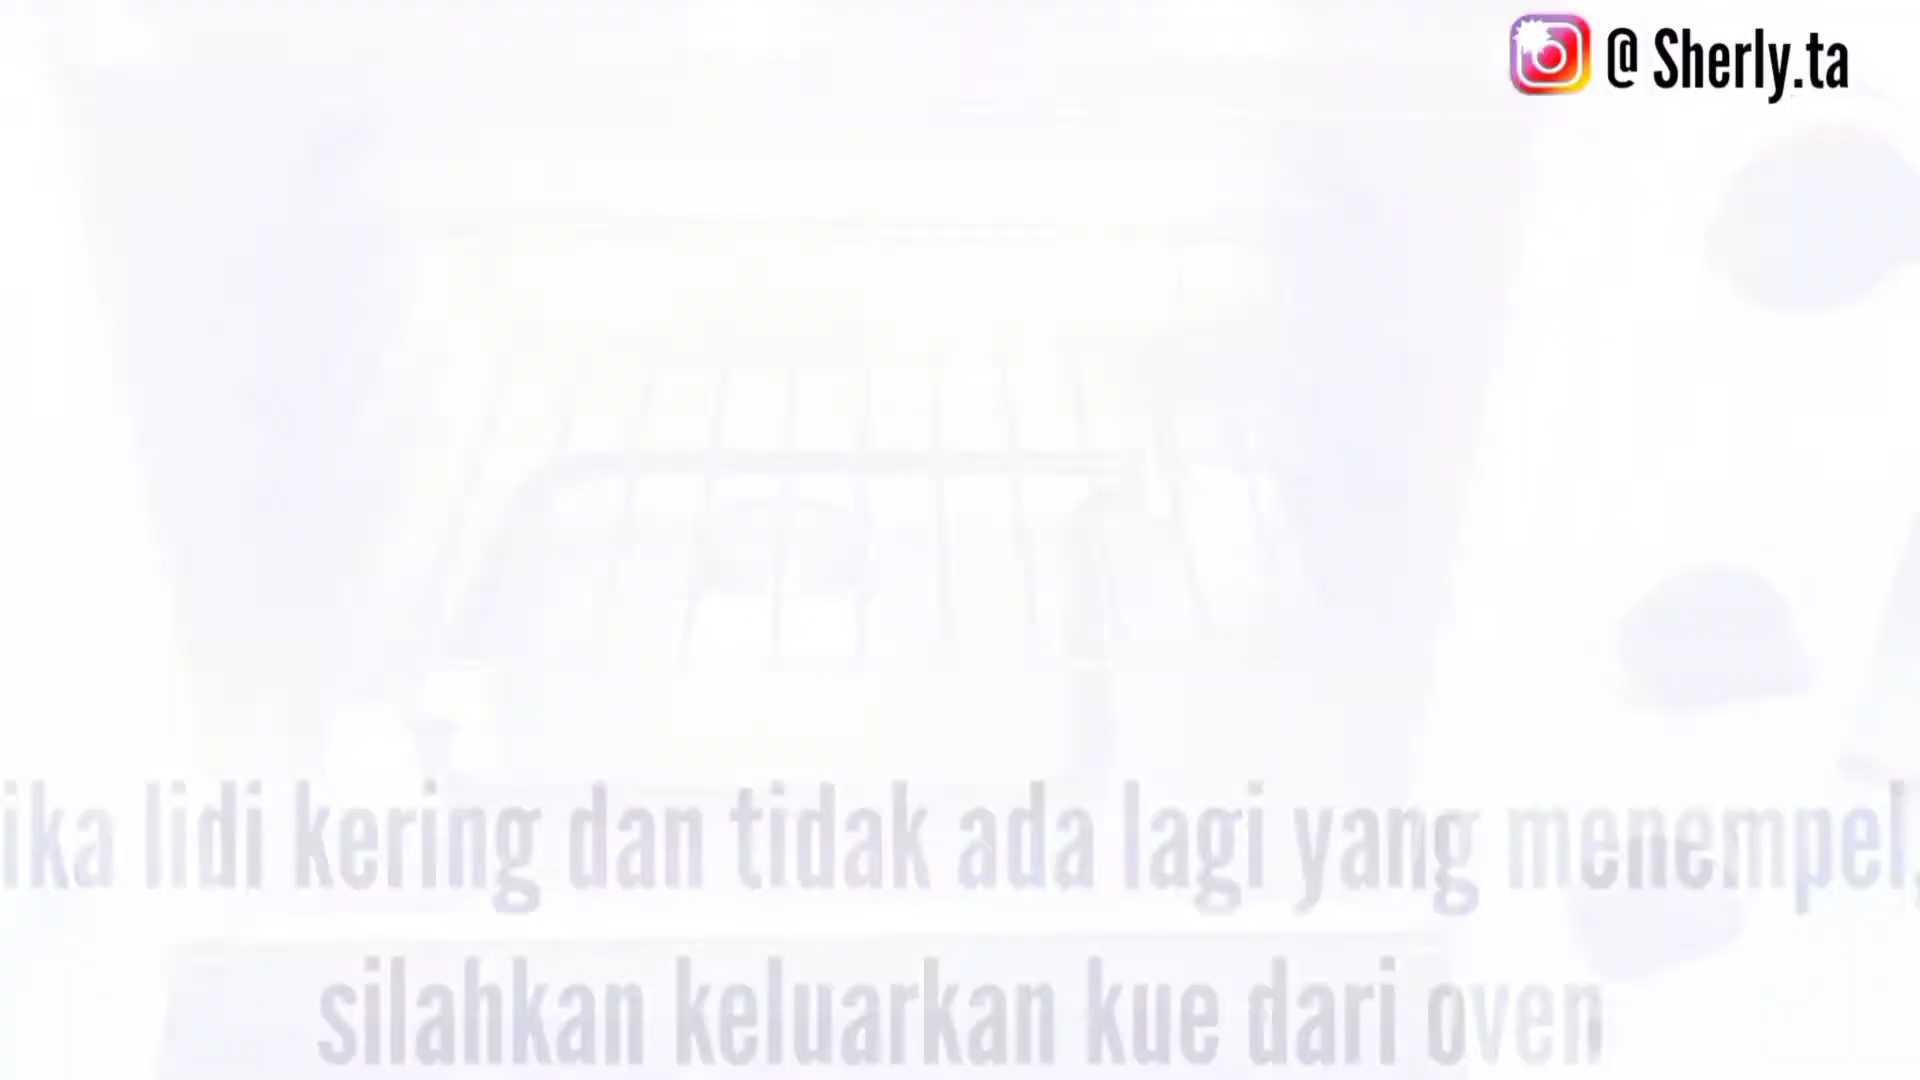 @ Sherly.ta
ika lidi kering dan tidak ada lagi yang menempel,
silahkan keluarkan kue dari oven